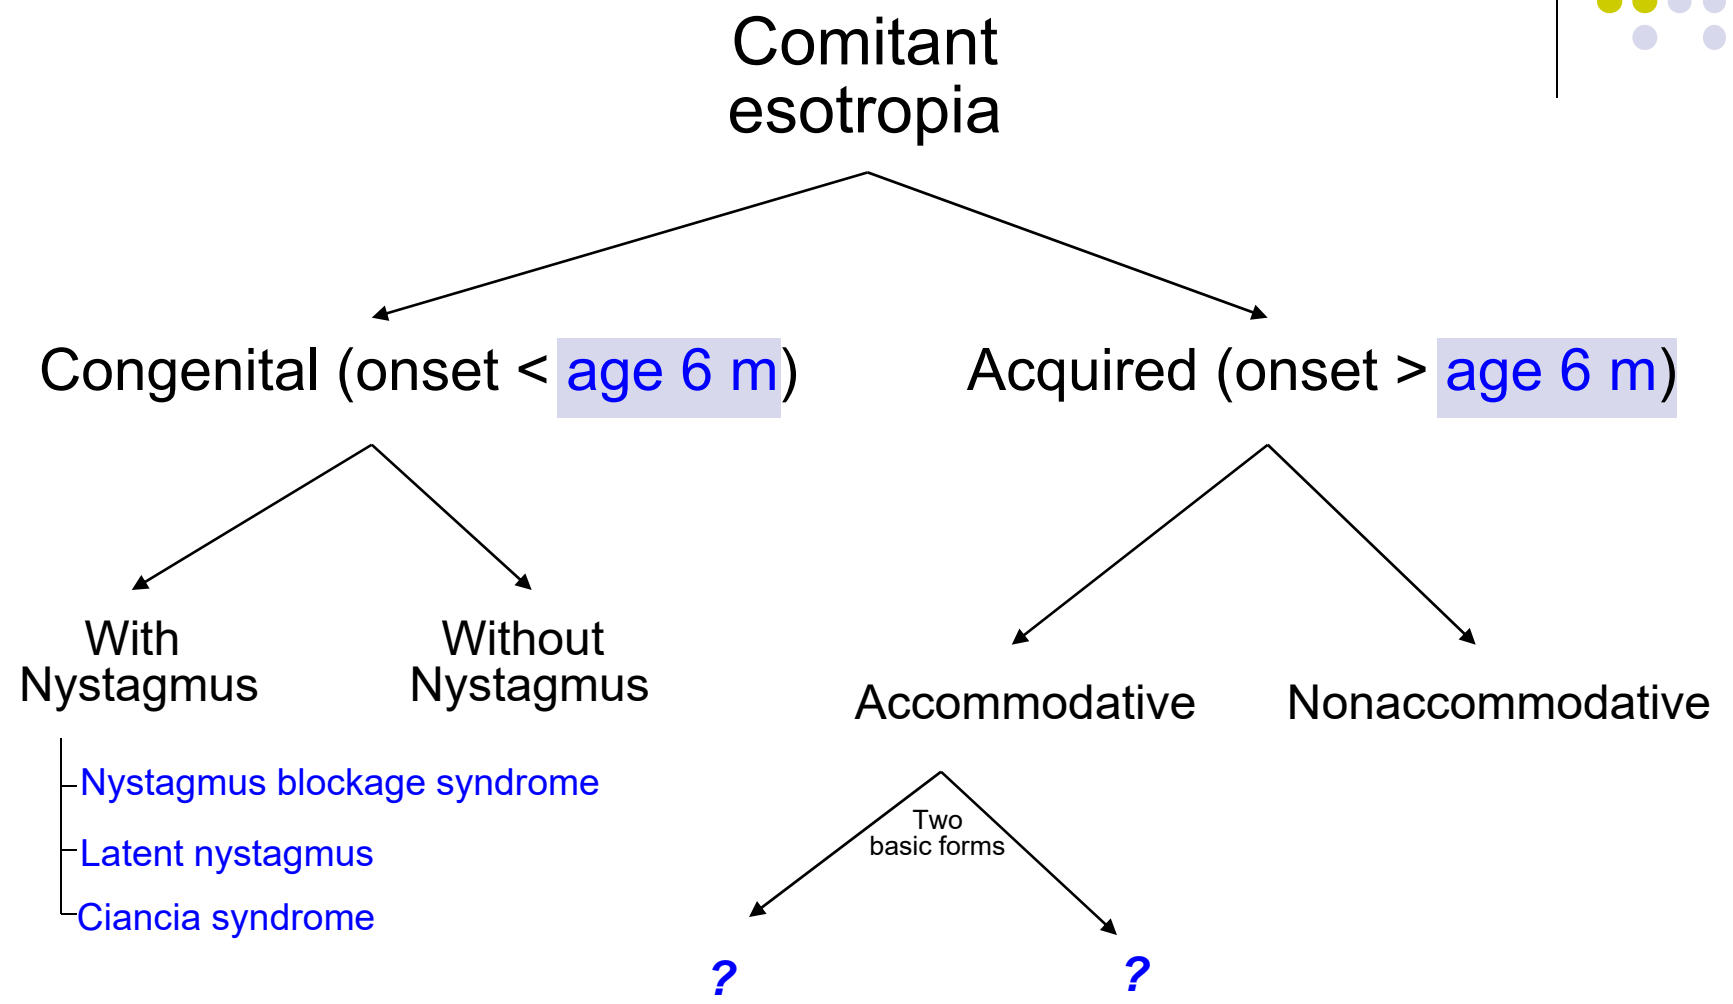 Comitant
esotropia
Congenital (onset < age 6 m)
Acquired (onset > age 6 m)
With
Nystagmus
Without
Nystagmus
Accommodative
Nonaccommodative
Nystagmus blockage syndrome
Latent nystagmus
Ciancia syndrome
Two
basic forms
?
?